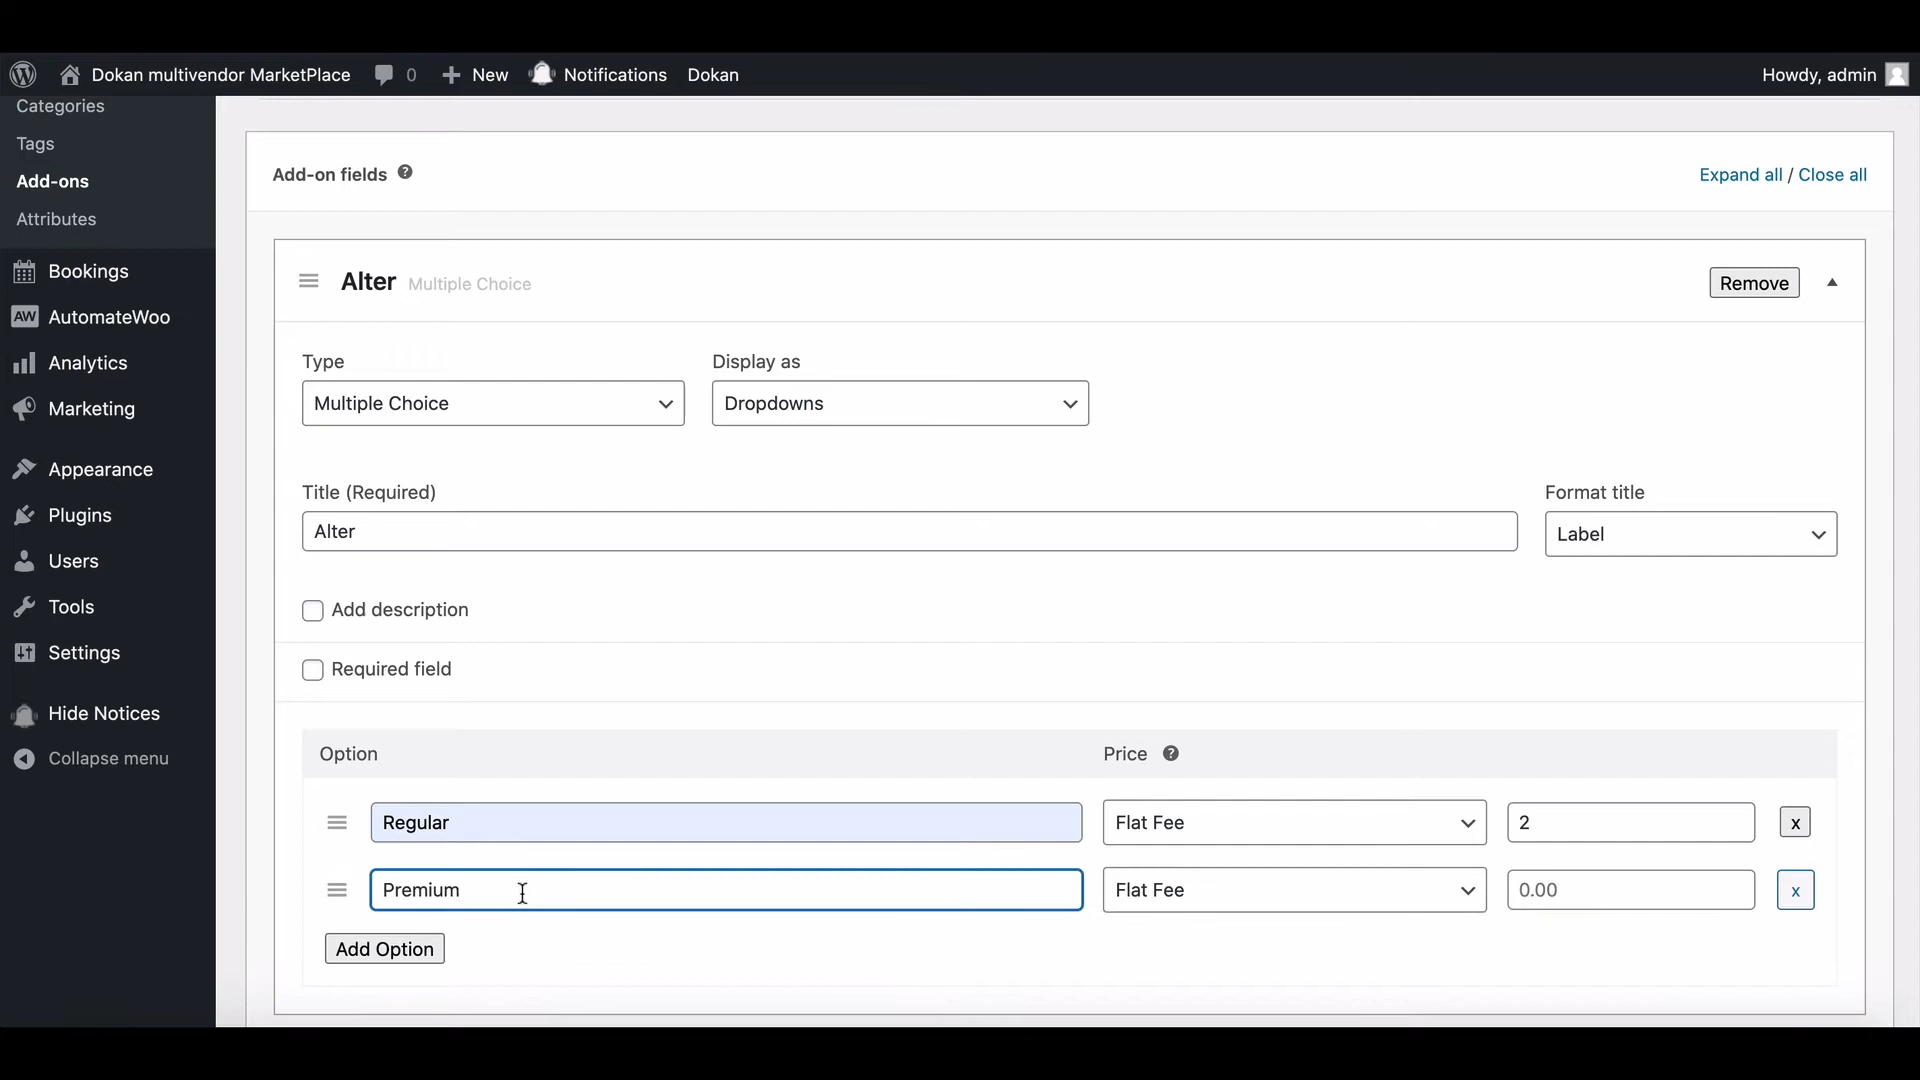 Dokan multivendor MarketPlace 0 New Notifications Dokan Howdy, admin
Categories
Tags
Add-ons
Attributes
Bookings
AW AutomateWoo
Analytics
Marketing
Appearance
Plugins
Users
Tools
Settings
Hide Notices
Collapse menu
Add-on fields ? Expand all / Close all
Alter Multiple Choice Remove
Type Display as
Multiple Choice Dropdowns
Title (Required) Format title
Alter Label
Add description
Required field
Option Price ?
Regular Flat Fee 2 x
Premium Flat Fee 0.00 x
Add Option